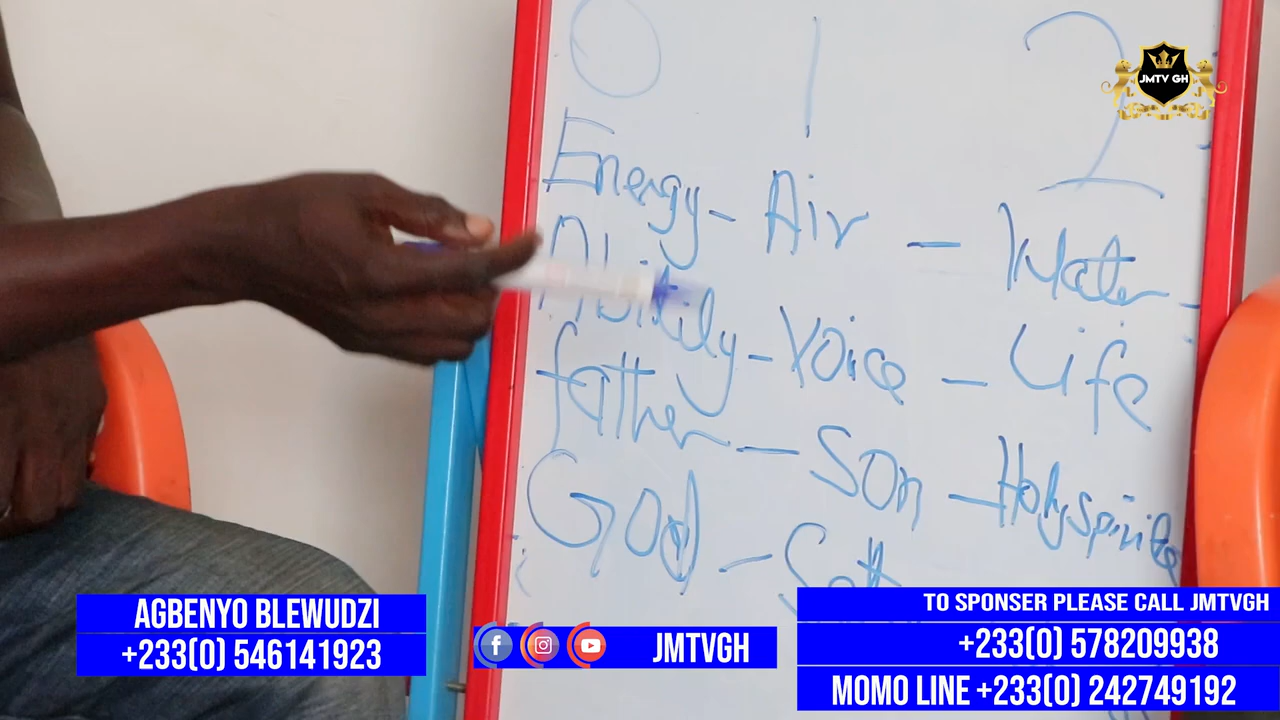 0 1 2
JMTV GH
Energy - Air - Water -
Ability - Voice - Life
father - Son - Holy spirit
God -
AGBENYO BLEWUDZI
+233(0) 546141923
JMTVGH
TO SPONSER PLEASE CALL JMTVGH
+233(0) 578209938
MOMO LINE +233(0) 242749192